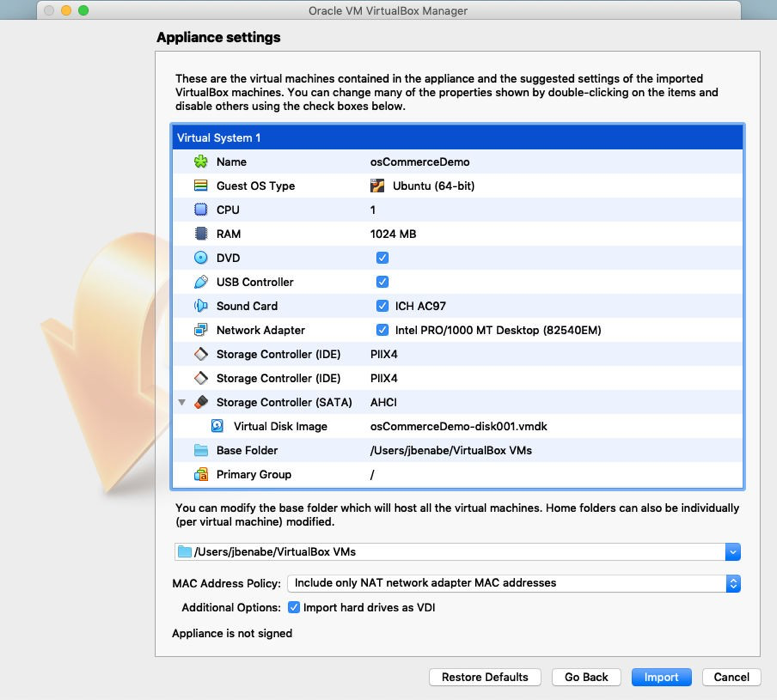 Oracle VM VirtualBox Manager
Appliance settings
These are the virtual machines contained in the appliance and the suggested settings of the imported
VirtualBox machines. You can change many of the properties shown by double-clicking on the items and
disable others using the check boxes below.
Virtual System 1
Name osCommerceDemo
Guest OS Type Ubuntu (64-bit)
CPU 1
RAM 1024 MB
DVD
USB Controller
Sound Card ICH AC97
Network Adapter Intel PRO/1000 MT Desktop (82540EM)
Storage Controller (IDE) PIIX4
Storage Controller (IDE) PIIX4
Storage Controller (SATA) AHCI
Virtual Disk Image osCommerceDemo-disk001.vmdk
Base Folder /Users/jbenabe/VirtualBox VMs
Primary Group /
You can modify the base folder which will host all the virtual machines. Home folders can also be individually
(per virtual machine) modified.
/Users/jbenabe/VirtualBox VMs
MAC Address Policy: Include only NAT network adapter MAC addresses
Additional Options: Import hard drives as VDI
Appliance is not signed
Restore Defaults Go Back Import Cancel